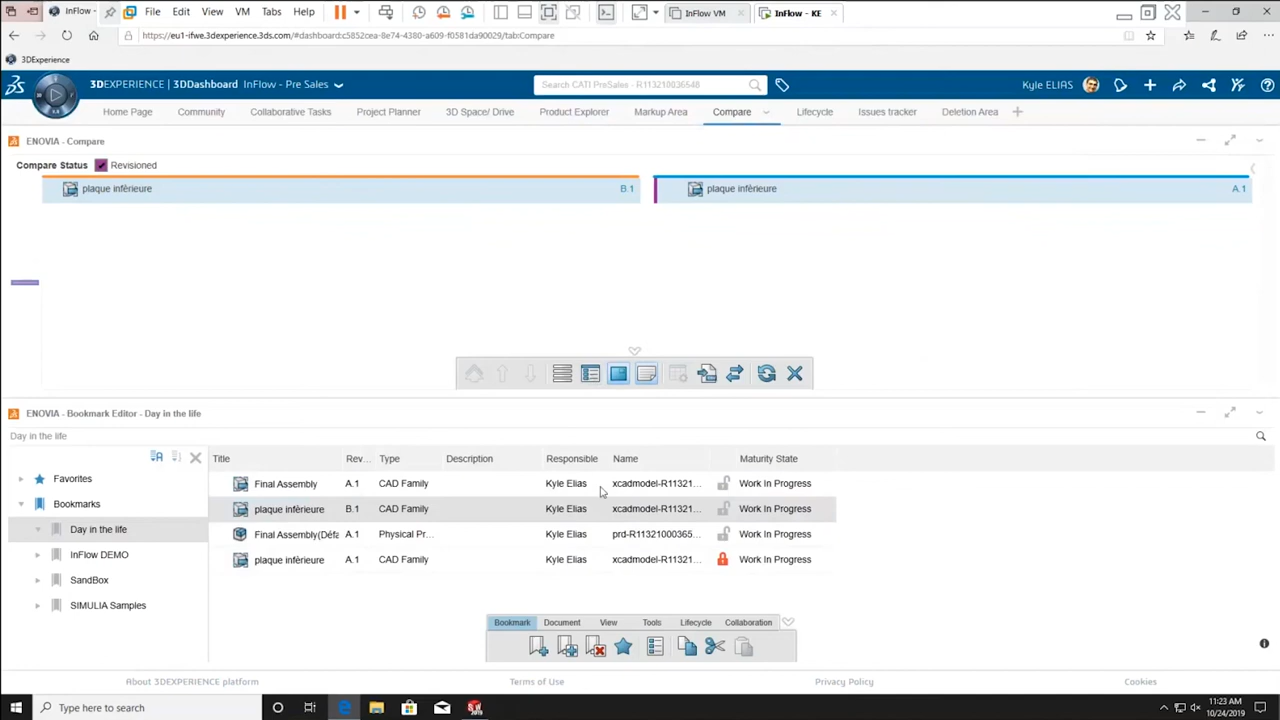 InFlow -
File Edit View VM Tabs Help
InFlow VM
InFlow - KE
https://eu1-ifwe.3dexperience.3ds.com/#dashboard:c5852cea-8e74-4380-a609-f0581da90029/tab:Compare
3DExperience
3DEXPERIENCE | 3DDashboard InFlow - Pre Sales
Search CATI PreSales - R1132100036548
Kyle ELIAS
Home Page Community Collaborative Tasks Project Planner 3D Space/ Drive Product Explorer Markup Area Compare Lifecycle Issues tracker Deletion Area
ENOVIA - Compare
Compare Status Revisioned
plaque infèrieure B.1 plaque infèrieure A.1
ENOVIA - Bookmark Editor - Day in the life
Day in the life
Title Rev... Type Description Responsible Name Maturity State
Favorites
Bookmarks
Day in the life
InFlow DEMO
SandBox
SIMULIA Samples
Final Assembly A.1 CAD Family Kyle Elias xcadmodel-R11321... Work In Progress
plaque infèrieure B.1 CAD Family Kyle Elias xcadmodel-R11321... Work In Progress
Final Assembly(Défa A.1 Physical Pr... Kyle Elias prd-R11321000365... Work In Progress
plaque infèrieure A.1 CAD Family Kyle Elias xcadmodel-R11321... Work In Progress
Bookmark Document View Tools Lifecycle Collaboration
About 3DEXPERIENCE platform Terms of Use Privacy Policy Cookies
Type here to search
11:23 AM
10/24/2019